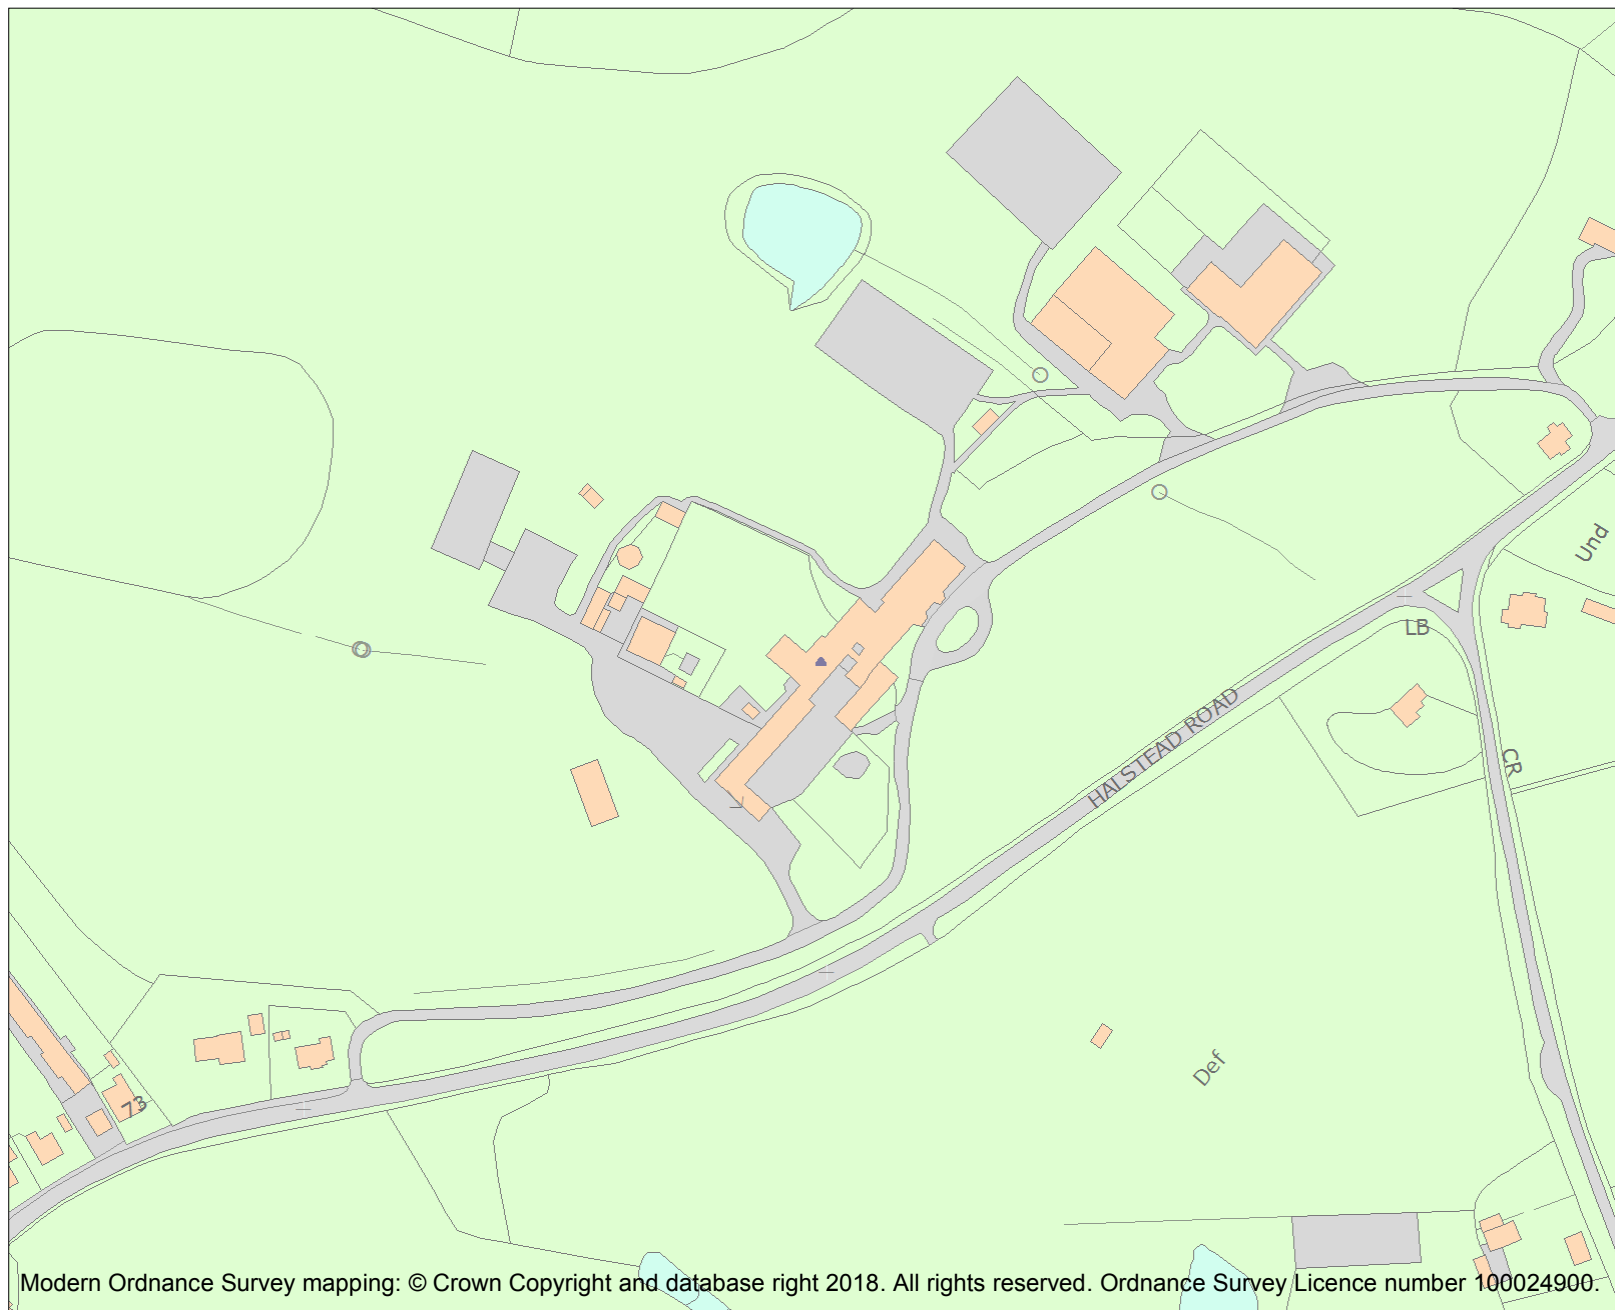 Und
LB
HALSTEAD ROAD
CR
Def
73
Modern Ordnance Survey mapping: © Crown Copyright and database right 2018. All rights reserved. Ordnance Survey Licence number 100024900.